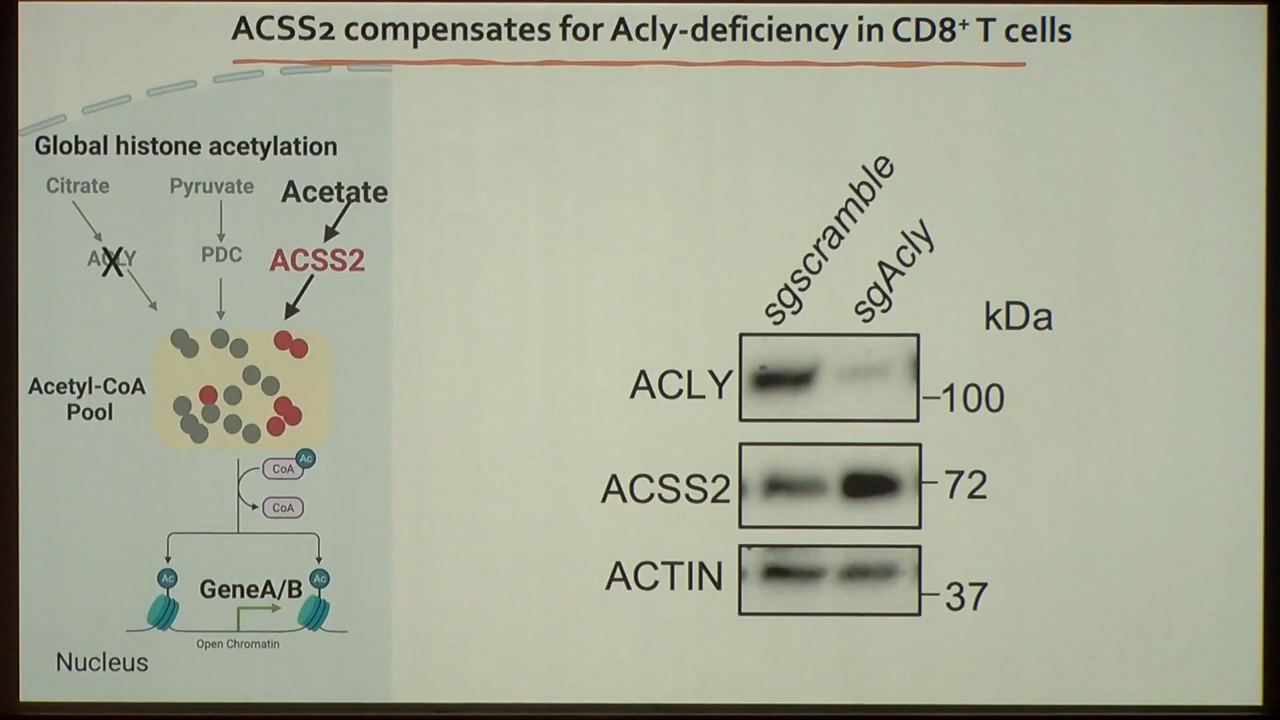 ACSS2 compensates for Acly-deficiency in CD8⁺ T cells
Global histone acetylation
Citrate
Pyruvate
Acetate
ACLY
X
PDC
ACSS2
Acetyl-CoA
Pool
CoA
Ac
CoA
Ac
GeneA/B
Ac
Open Chromatin
Nucleus
sgscramble
sgAcly
kDa
ACLY
100
ACSS2
72
ACTIN
37